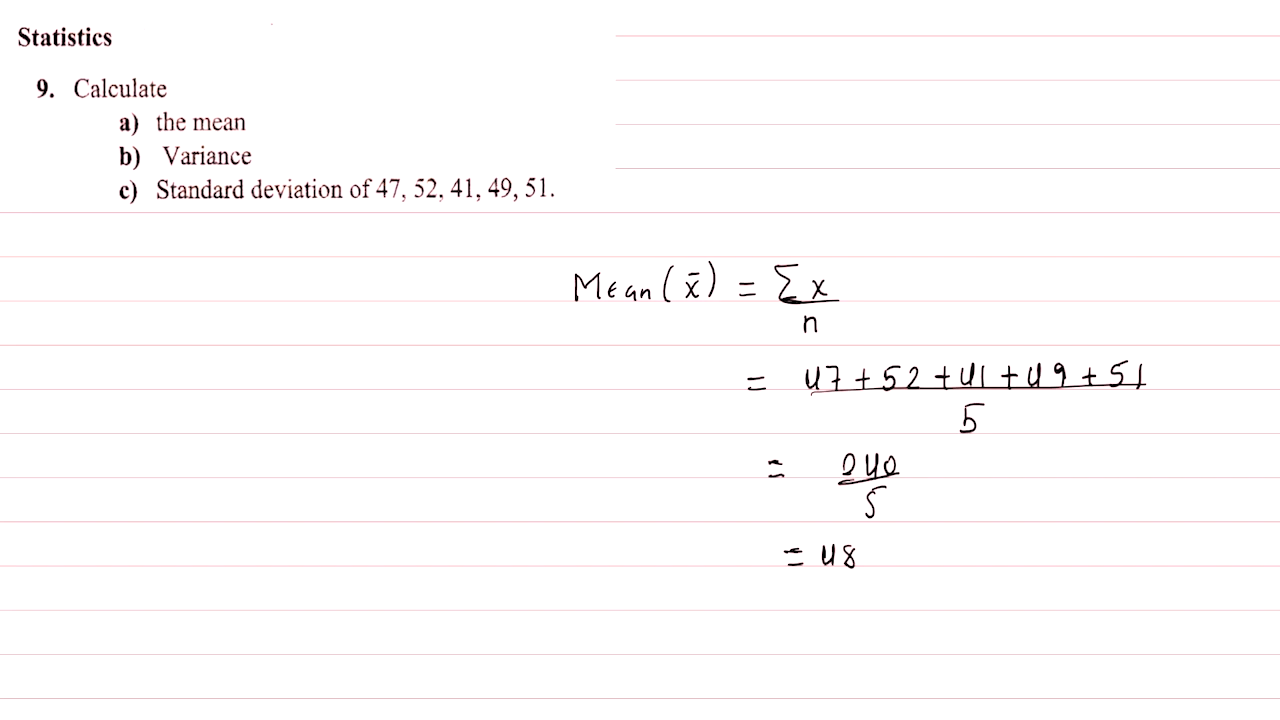 Statistics
9. Calculate
a) the mean
b) Variance
c) Standard deviation of 47, 52, 41, 49, 51.
Mean (x̄) = Σx
n
= 47 + 52 + 41 + 49 + 51
5
= 240
5
= 48